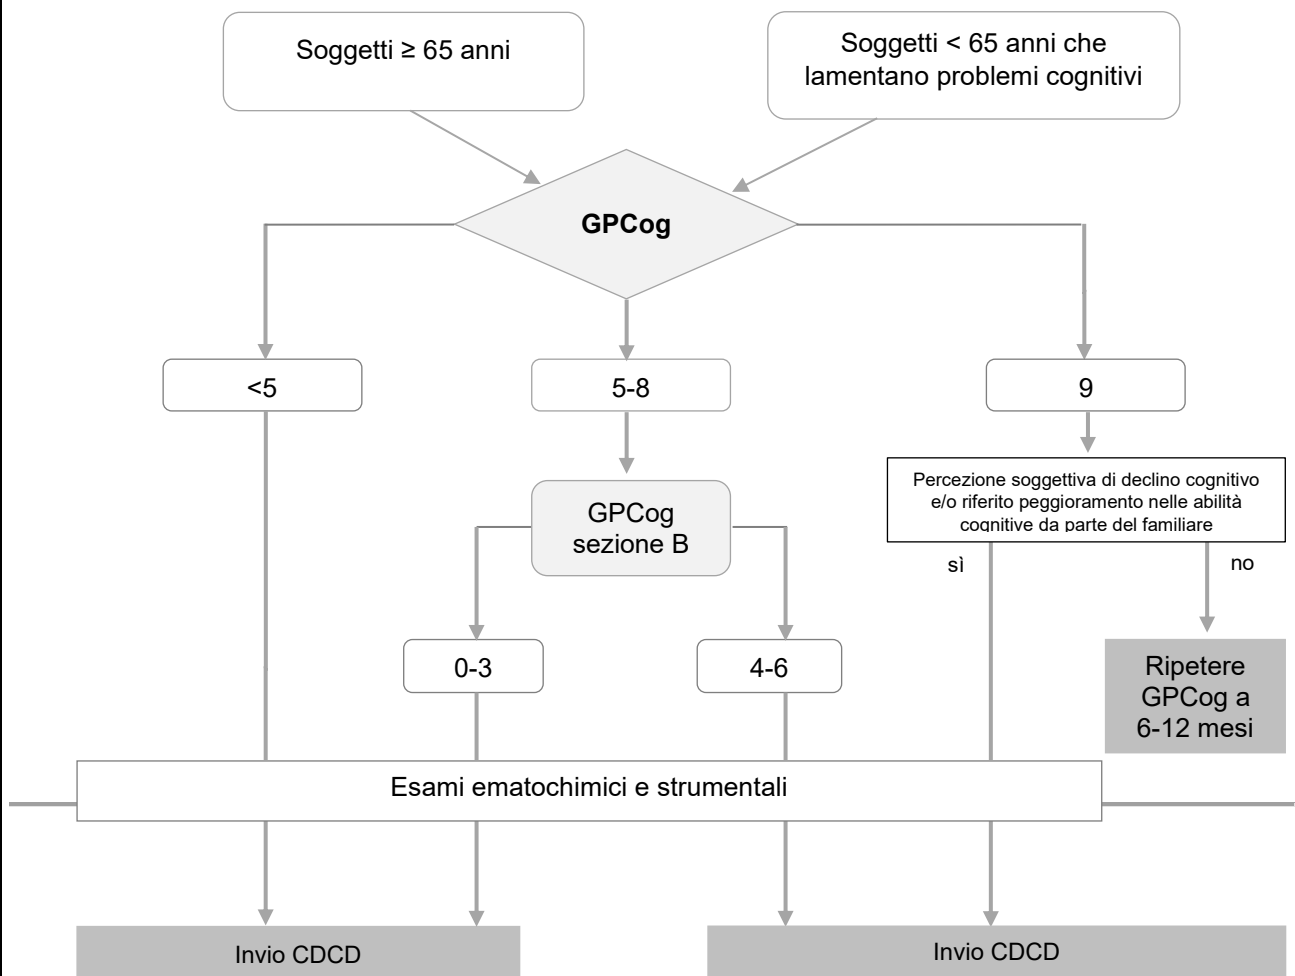 Soggetti ≥ 65 anni
Soggetti < 65 anni che
lamentano problemi cognitivi
GPCog
<5
5-8
9
Percezione soggettiva di declino cognitivo
e/o riferito peggioramento nelle abilità
cognitive da parte del familiare
GPCog
sezione B
sì
no
0-3
4-6
Ripetere
GPCog a
6-12 mesi
Esami ematochimici e strumentali
Invio CDCD
Invio CDCD